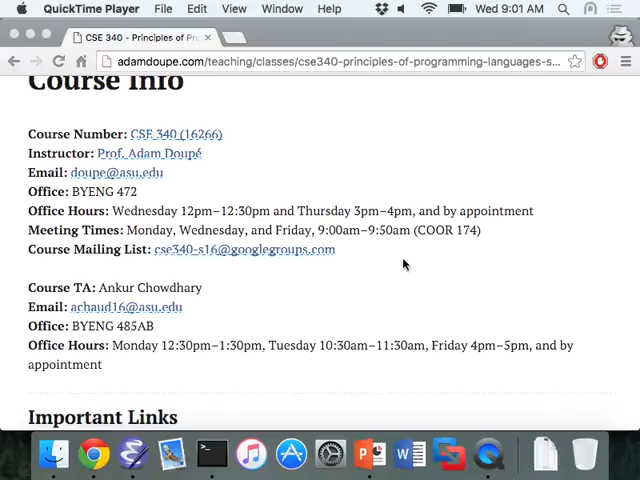 QuickTime Player File Edit View Window Help Wed 9:01 AM
CSE 340 - Principles of Pr
adamdoupe.com/teaching/classes/cse340-principles-of-programming-languages-s...
Course Info
Course Number: CSE 340 (16266)
Instructor: Prof. Adam Doupé
Email: doupe@asu.edu
Office: BYENG 472
Office Hours: Wednesday 12pm–12:30pm and Thursday 3pm–4pm, and by appointment
Meeting Times: Monday, Wednesday, and Friday, 9:00am–9:50am (COOR 174)
Course Mailing List: cse340-s16@googlegroups.com
Course TA: Ankur Chowdhary
Email: achaud16@asu.edu
Office: BYENG 485AB
Office Hours: Monday 12:30pm–1:30pm, Tuesday 10:30am–11:30am, Friday 4pm–5pm, and by
appointment
Important Links